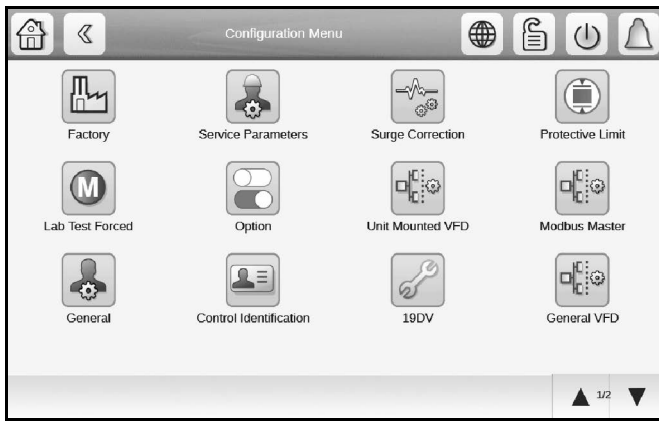 Configuration Menu
Factory
Service Parameters
Surge Correction
Protective Limit
M
Lab Test Forced
Option
Unit Mounted VFD
Modbus Master
General
Control Identification
19DV
General VFD
1/2